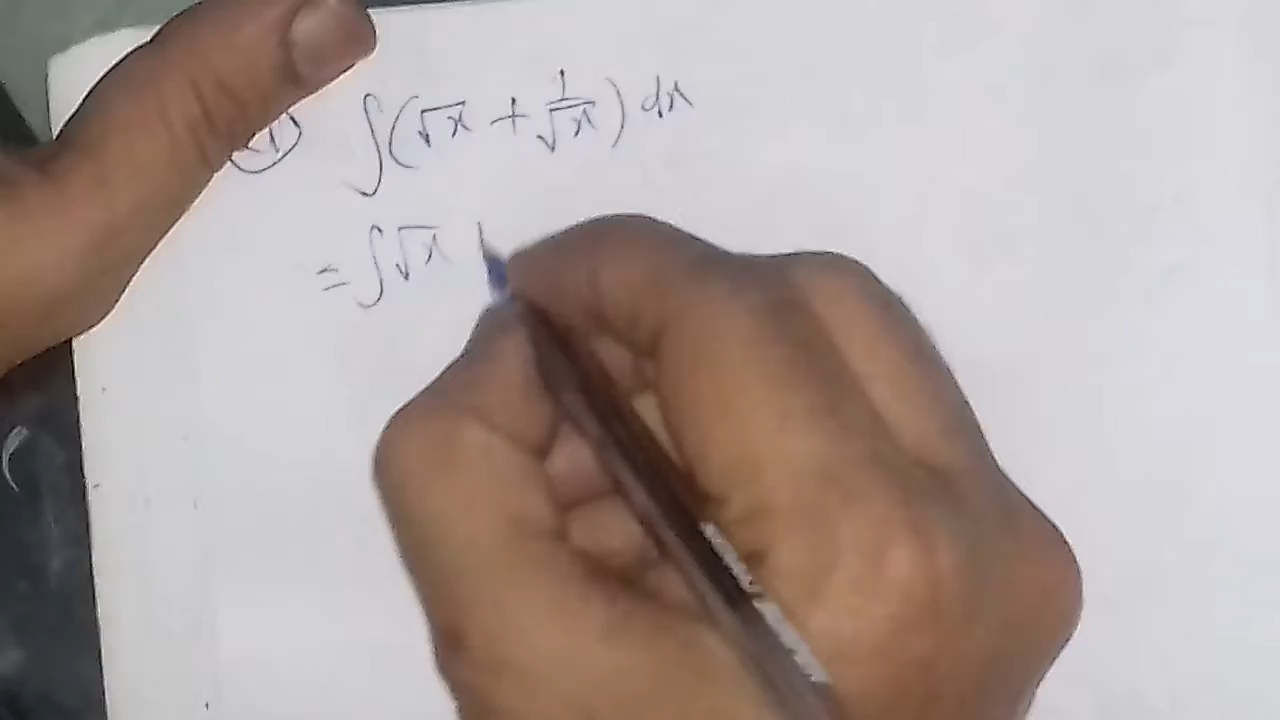 ① ∫(√x + 1/√x) dx
= ∫√x